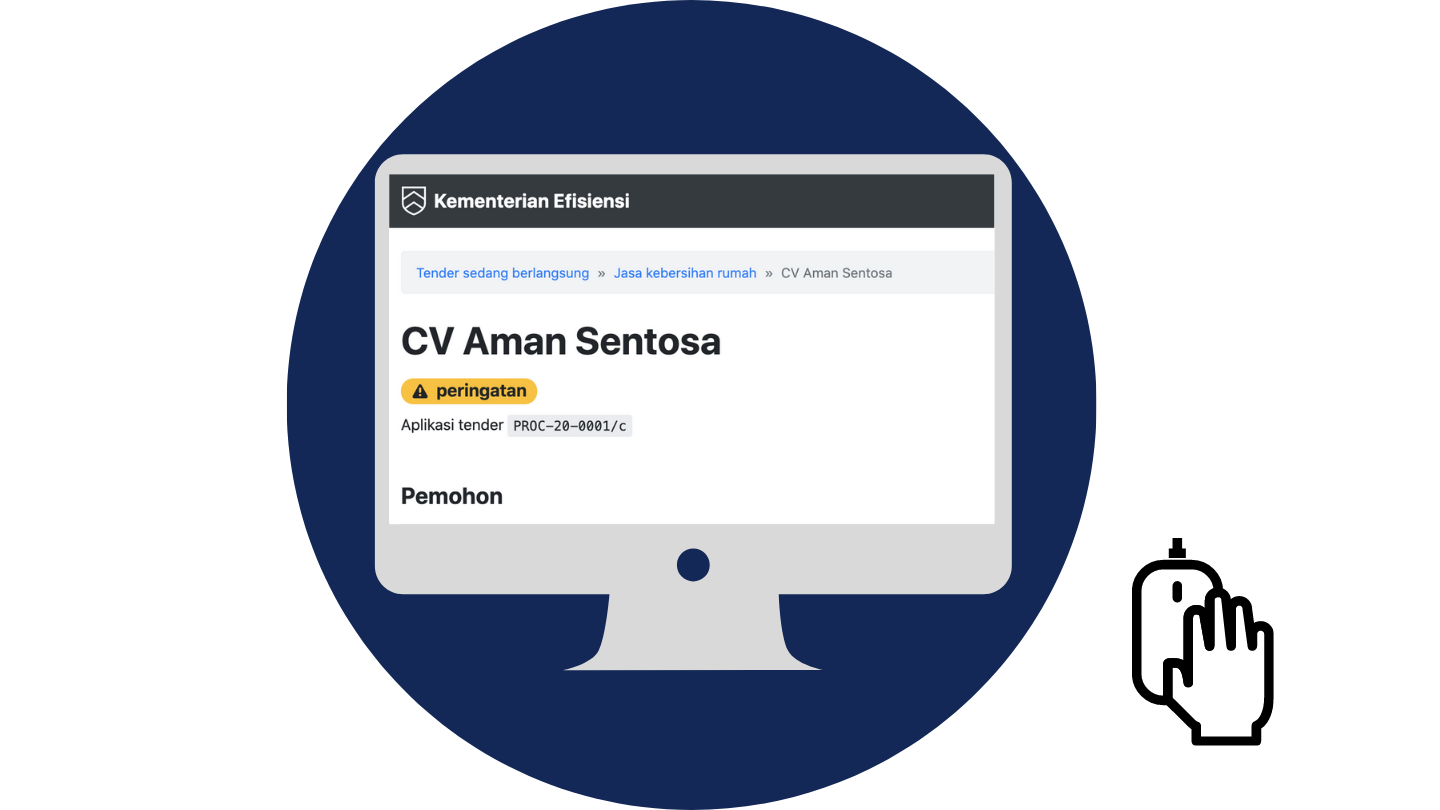 Kementerian Efisiensi
Tender sedang berlangsung » Jasa kebersihan rumah » CV Aman Sentosa
CV Aman Sentosa
peringatan
Aplikasi tender PROC-20-0001/c
Pemohon